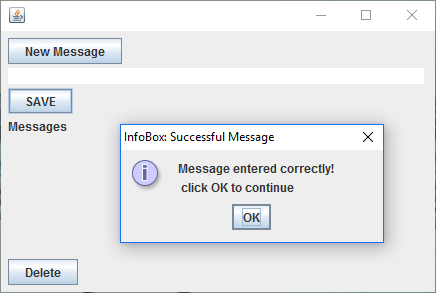 New Message
SAVE
Messages
InfoBox: Successful Message
Message entered correctly!
click OK to continue
OK
Delete